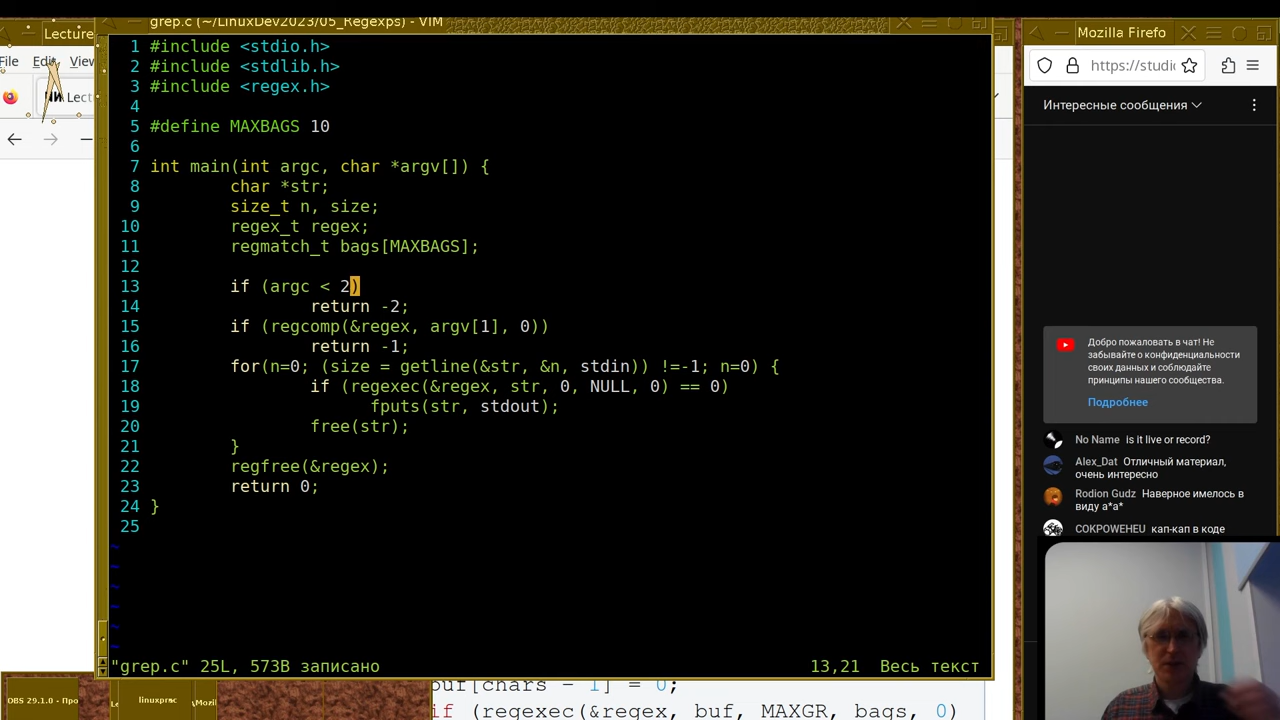 grep.c (~/LinuxDev2023/05_Regexps) - VIM
Lecture
File Edit View
Lect
1 #include <stdio.h>
2 #include <stdlib.h>
3 #include <regex.h>
4
5 #define MAXBAGS 10
6
7 int main(int argc, char *argv[]) {
8 char *str;
9 size_t n, size;
10 regex_t regex;
11 regmatch_t bags[MAXBAGS];
12
13 if (argc < 2)
14 return -2;
15 if (regcomp(&regex, argv[1], 0))
16 return -1;
17 for(n=0; (size = getline(&str, &n, stdin)) !=-1; n=0) {
18 if (regexec(&regex, str, 0, NULL, 0) == 0)
19 fputs(str, stdout);
20 free(str);
21 }
22 regfree(&regex);
23 return 0;
24 }
25
~
~
~
~
~
~
"grep.c" 25L, 573B записано 13,21 Весь текст
buf[chars - 1] = 0;
if (regexec(&regex, buf, MAXGR, bags, 0)
DBS 29.1.0 - Про
linuxprac
Mozi
Mozilla Firefo
https://studi
Интересные сообщения
Добро пожаловать в чат! Не
забывайте о конфиденциальности
своих данных и соблюдайте
принципы нашего сообщества.
Подробнее
No Name is it live or record?
Alex_Dat Отличный материал,
очень интересно
Rodion Gudz Наверное имелось в
виду a*a*
COKPOWEHEU кап-кап в коде